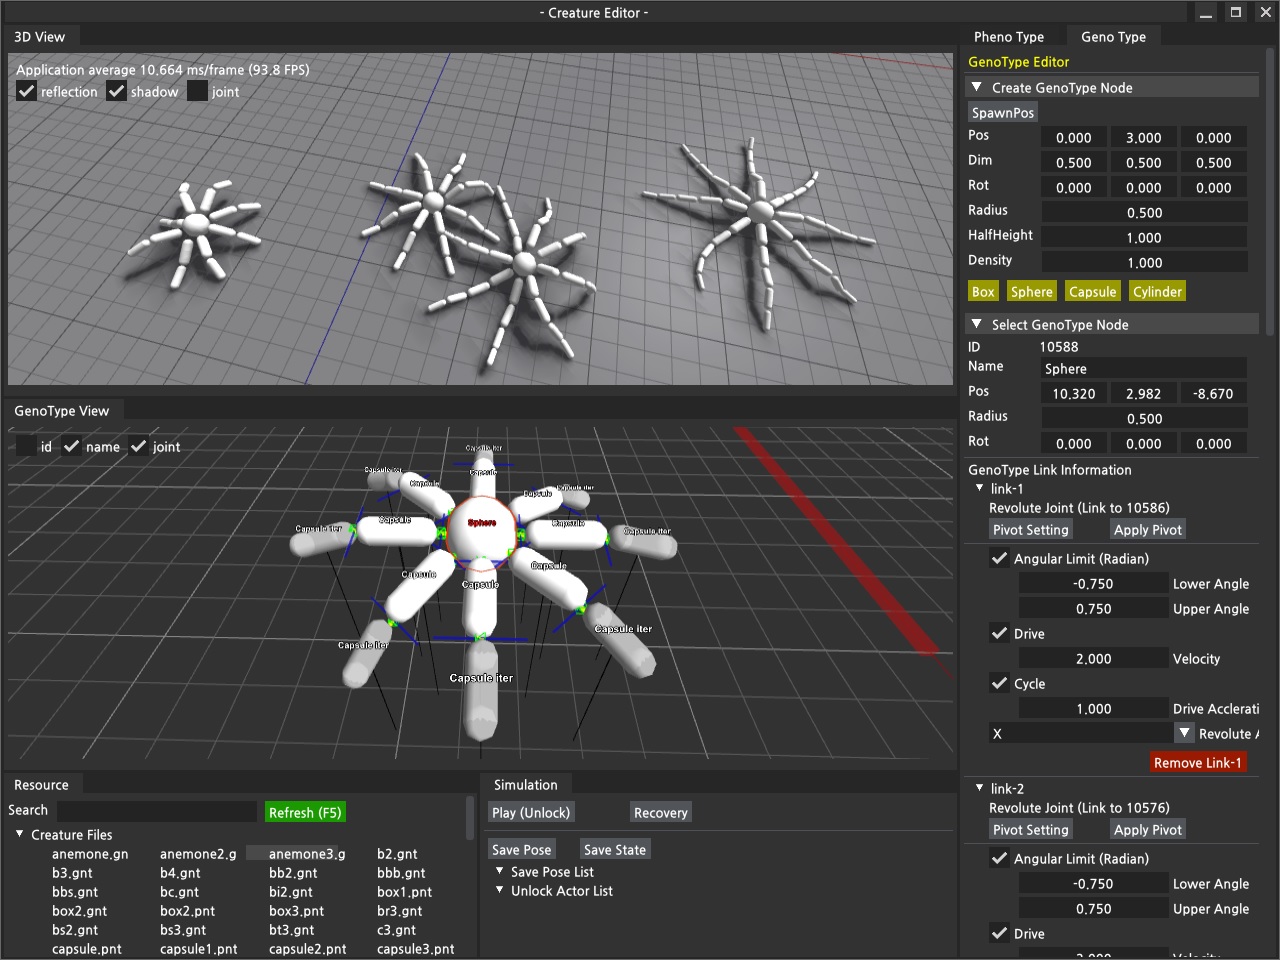 - Creature Editor -
3D View
Application average 10.664 ms/frame (93.8 FPS)
reflection shadow joint
GenoType View
id name joint
Capsule iter
Capsule
Capsule iter
Capsule
Capsule Capsule iter
Capsule iter
Capsule
Sphere
Capsule
Capsule iter
Capsule
Capsule
Capsule
Capsule iter
Capsule iter
Capsule iter
Resource
Search Refresh (F5)
Creature Files
anemone.gn anemone2.g anemone3.g b2.gnt
b3.gnt b4.gnt bb2.gnt bbb.gnt
bbs.gnt bc.gnt bi2.gnt box1.pnt
box2.gnt box2.pnt box3.pnt br3.gnt
bs2.gnt bs3.gnt bt3.gnt c3.gnt
capsule.pnt capsule1.pnt capsule2.pnt capsule3.pnt
Simulation
Play (Unlock) Recovery
Save Pose Save State
Save Pose List
Unlock Actor List
Pheno Type Geno Type
GenoType Editor
Create GenoType Node
SpawnPos
Pos 0.000 3.000 0.000
Dim 0.500 0.500 0.500
Rot 0.000 0.000 0.000
Radius 0.500
HalfHeight 1.000
Density 1.000
Box Sphere Capsule Cylinder
Select GenoType Node
ID 10588
Name Sphere
Pos 10.320 2.982 -8.670
Radius 0.500
Rot 0.000 0.000 0.000
GenoType Link Information
link-1
Revolute Joint (Link to 10586)
Pivot Setting Apply Pivot
Angular Limit (Radian)
-0.750 Lower Angle
0.750 Upper Angle
Drive
2.000 Velocity
Cycle
1.000 Drive Acclerati
X Revolute A
Remove Link-1
link-2
Revolute Joint (Link to 10576)
Pivot Setting Apply Pivot
Angular Limit (Radian)
-0.750 Lower Angle
0.750 Upper Angle
Drive